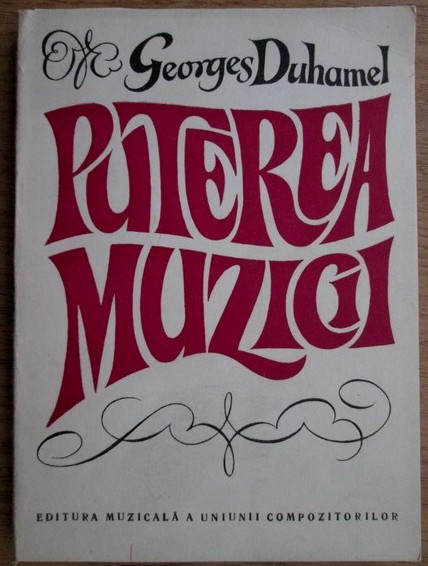 Georges Duhamel
PUTEREA
MUZICII
EDITURA MUZICALĂ A UNIUNII COMPOZITORILOR